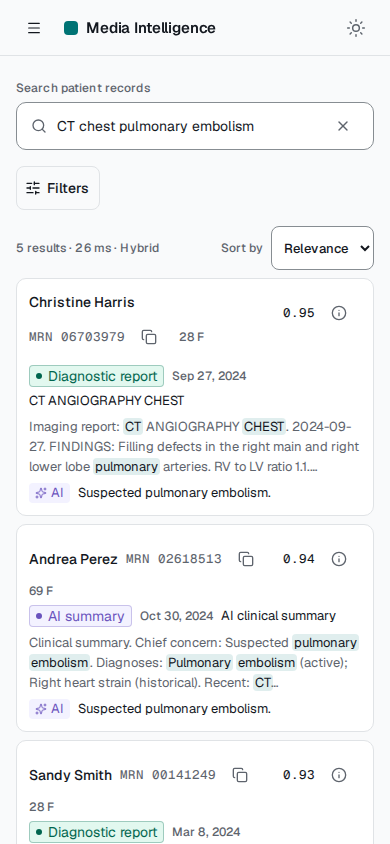 Media Intelligence
Search patient records
CT chest pulmonary embolism
Filters
5 results · 26 ms · Hybrid
Sort by
Relevance
Christine Harris
0.95
MRN 06703979
28 F
Diagnostic report
Sep 27, 2024
CT ANGIOGRAPHY CHEST
Imaging report: CT ANGIOGRAPHY CHEST. 2024-09-
27. FINDINGS: Filling defects in the right main and right
lower lobe pulmonary arteries. RV to LV ratio 1.1....
AI Suspected pulmonary embolism.
Andrea Perez MRN 02618513
0.94
69 F
AI summary
Oct 30, 2024
AI clinical summary
Clinical summary. Chief concern: Suspected pulmonary
embolism. Diagnoses: Pulmonary embolism (active);
Right heart strain (historical). Recent: CT...
AI Suspected pulmonary embolism.
Sandy Smith MRN 00141249
0.93
28 F
Diagnostic report
Mar 8, 2024